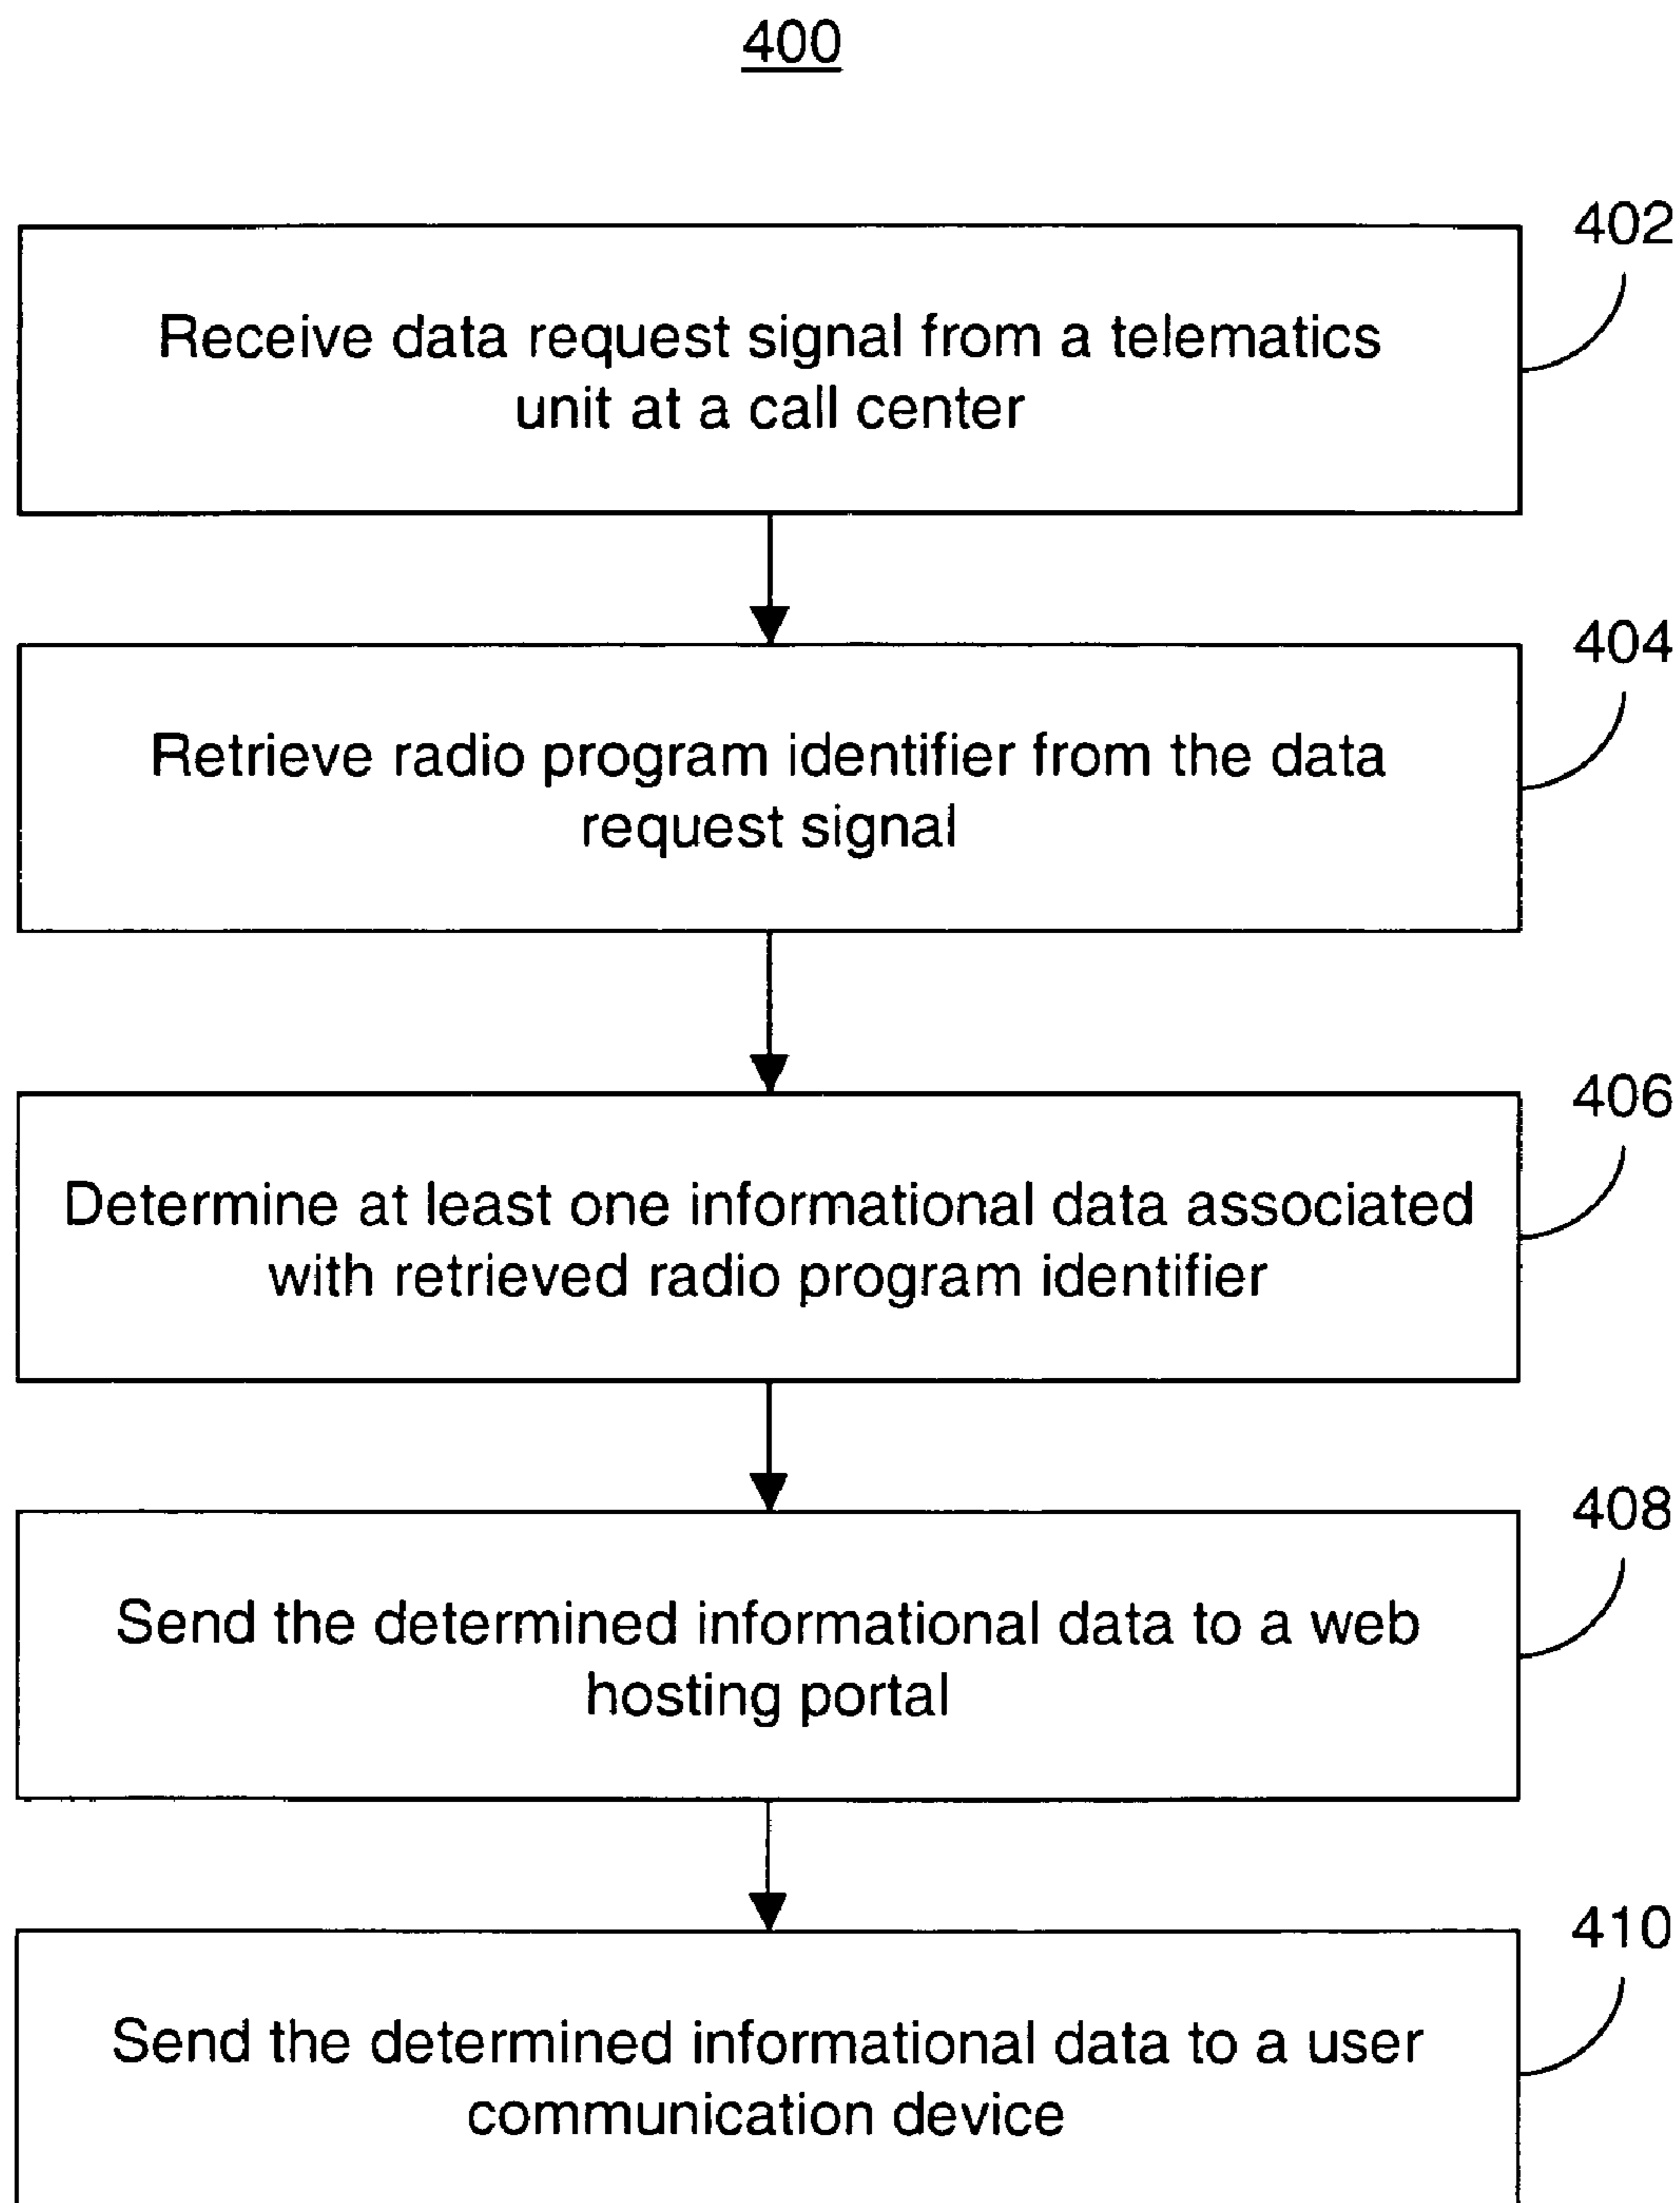 400
402
Receive data request signal from a telematics
unit at a call center
404
Retrieve radio program identifier from the data
request signal
406
Determine at least one informational data associated
with retrieved radio program identifier
408
Send the determined informational data to a web
hosting portal
410
Send the determined informational data to a user
communication device